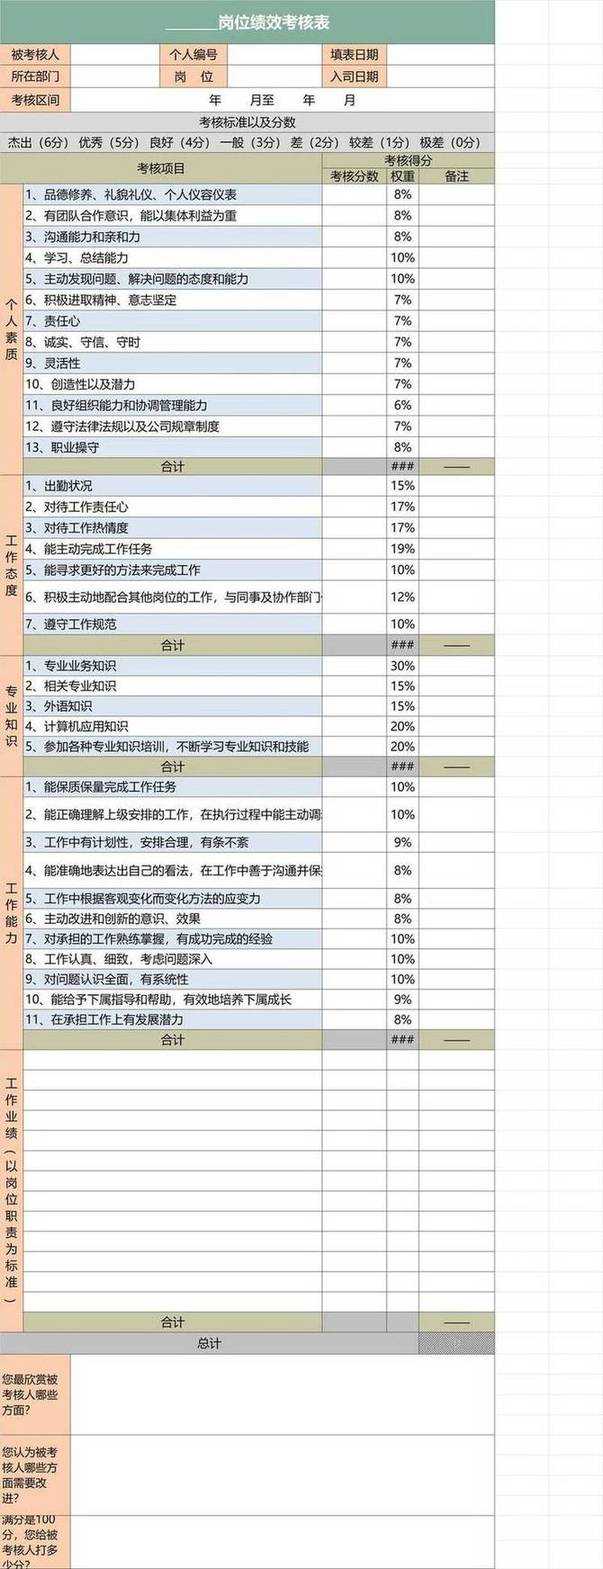 ______岗位绩效考核表
被考核人 个人编号 填表日期
所在部门 岗 位 入司日期
考核区间 年 月至 年 月
考核标准以及分数
杰出（6分） 优秀（5分） 良好（4分） 一般（3分） 差（2分） 较差（1分） 极差（0分）
考核项目 考核得分
考核分数 权重 备注
个人素质
1、品德修养、礼貌礼仪、个人仪容仪表 8%
2、有团队合作意识，能以集体利益为重 8%
3、沟通能力和亲和力 8%
4、学习、总结能力 10%
5、主动发现问题、解决问题的态度和能力 10%
6、积极进取精神、意志坚定 7%
7、责任心 7%
8、诚实、守信、守时 7%
9、灵活性 7%
10、创造性以及潜力 7%
11、良好组织能力和协调管理能力 6%
12、遵守法律法规以及公司规章制度 7%
13、职业操守 8%
合计 ### ——
工作态度
1、出勤状况 15%
2、对待工作责任心 17%
3、对待工作热情度 17%
4、能主动完成工作任务 19%
5、能寻求更好的方法来完成工作 10%
6、积极主动地配合其他岗位的工作，与同事及协作部门 12%
7、遵守工作规范 10%
合计 ### ——
专业知识
1、专业业务知识 30%
2、相关专业知识 15%
3、外语知识 15%
4、计算机应用知识 20%
5、参加各种专业知识培训，不断学习专业知识和技能 20%
合计 ### ——
工作能力
1、能保质保量完成工作任务 10%
2、能正确理解上级安排的工作，在执行过程中能主动调 10%
3、工作中有计划性，安排合理，有条不紊 9%
4、能准确地表达出自己的看法，在工作中善于沟通并保 8%
5、工作中根据客观变化而变化方法的应变力 8%
6、主动改进和创新的意识、效果 8%
7、对承担的工作熟练掌握，有成功完成的经验 10%
8、工作认真、细致，考虑问题深入 10%
9、对问题认识全面，有系统性 10%
10、能给予下属指导和帮助，有效地培养下属成长 9%
11、在承担工作上有发展潜力 8%
合计 ### ——
工作业绩(以岗位职责为标准)
合计 ——
总计
您最欣赏被
考核人哪些
方面？
您认为被考
核人哪些方
面需要改
进？
满分是100
分，您给被
考核人打多
少分？